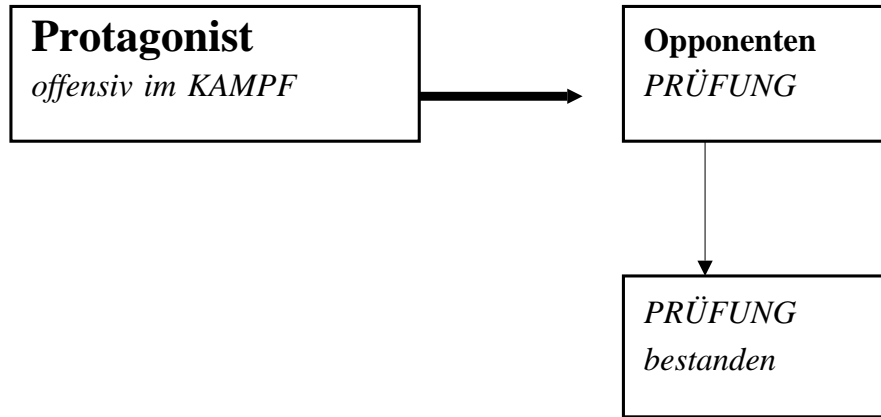 Protagonist
offensiv im KAMPF
Opponenten
PRÜFUNG
PRÜFUNG
bestanden